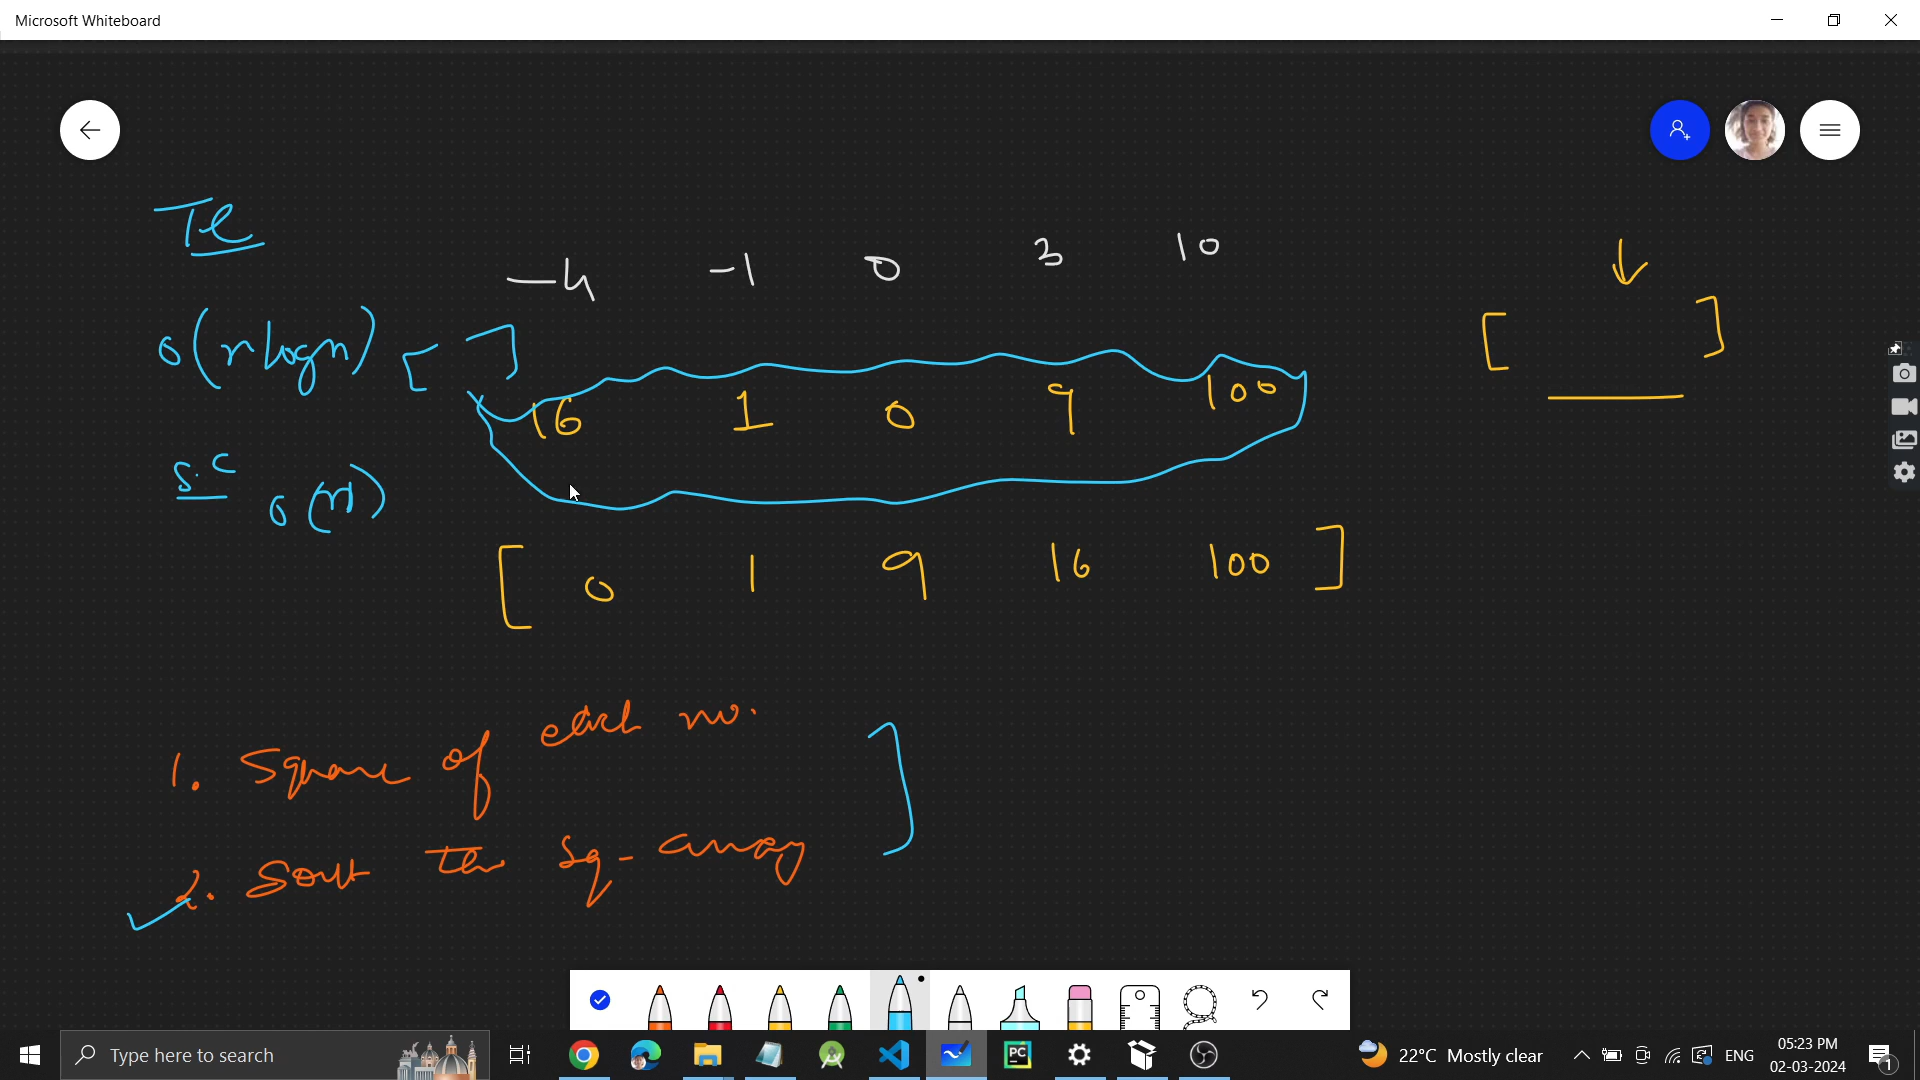 Microsoft Whiteboard
T.C
-4 -1 0 3 10
O(nlogn) [ ]
[ ]
16 1 0 9 100
S.C O(n)
[ 0 1 9 16 100 ]
1. Square of each no.
2. Sort the sq- array
Type here to search
PC
22°C Mostly clear
ENG
05:23 PM
02-03-2024
1